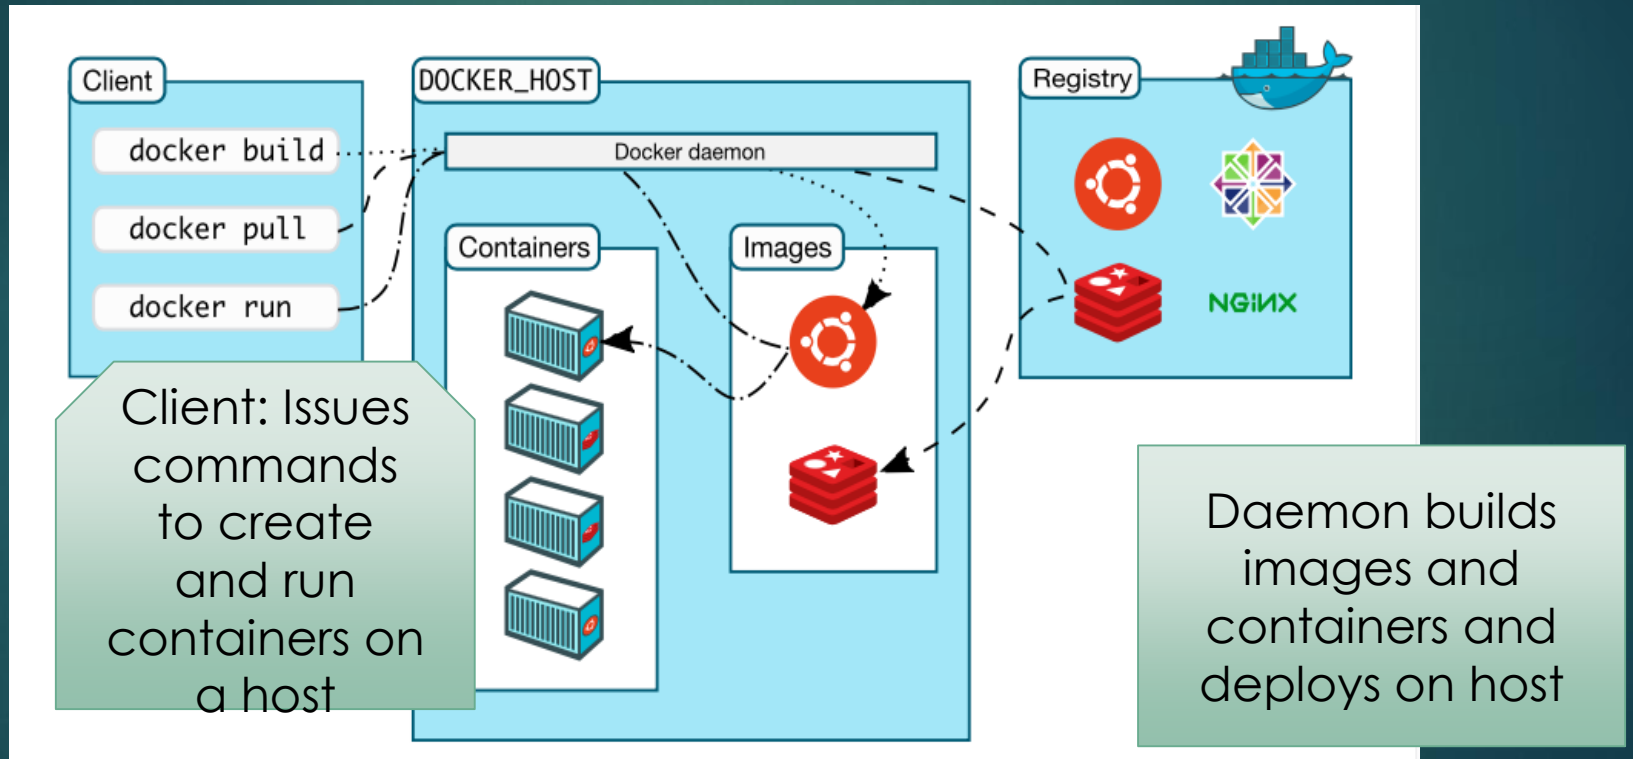 Client
DOCKER_HOST
Registry
docker build
docker pull
docker run
Docker daemon
Containers
Images
NGiNX
Client: Issues
commands
to create
and run
containers on
a host
Daemon builds
images and
containers and
deploys on host